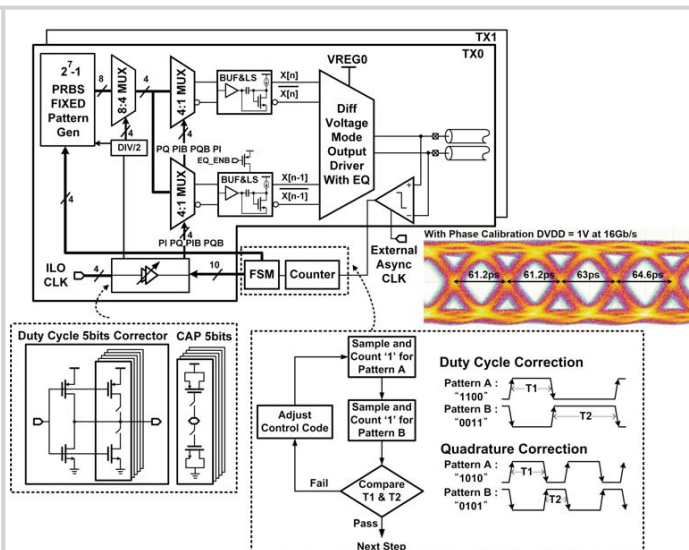 TX1
TX0
2^7-1
PRBS
FIXED
Pattern
Gen
8
8:4 MUX
4
4
DIV/2
4
4:1 MUX
4
PQ PIB PQB PI
BUF&LS
X[n]
X[n]
EQ_ENB
4:1 MUX
BUF&LS
X[n-1]
X[n-1]
4
PI PQ PIB PQB
VREG0
Diff
Voltage
Mode
Output
Driver
With EQ
External
Async
CLK
ILO
CLK
4
10
FSM
Counter
With Phase Calibration DVDD = 1V at 16Gb/s
61.2ps
61.2ps
63ps
64.6ps
Duty Cycle 5bits Corrector
CAP 5bits
Sample and
Count '1' for
Pattern A
Sample and
Count '1' for
Pattern B
Adjust
Control Code
Fail
Compare
T1 & T2
Pass
Next Step
Duty Cycle Correction
Pattern A :
"1100"
T1
Pattern B :
"0011"
T2
Quadrature Correction
Pattern A :
"1010"
T1
Pattern B :
"0101"
T2